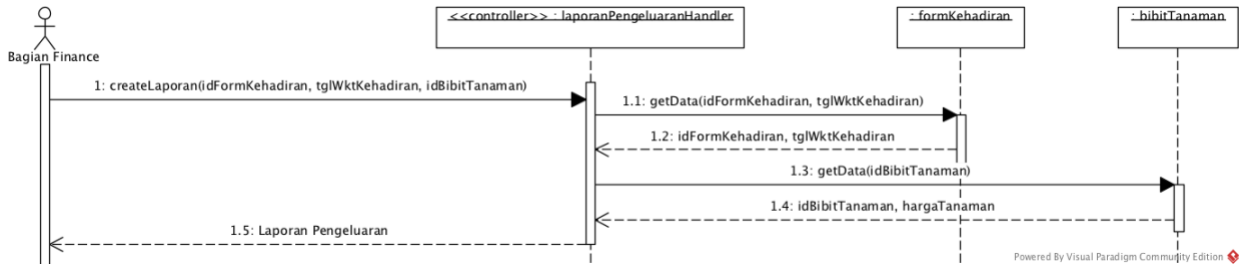 <<controller>> : laporanPengeluaranHandler
: formKehadiran
: bibitTanaman
Bagian Finance
1: createLaporan(idFormKehadiran, tglWktKehadiran, idBibitTanaman)
1.1: getData(idFormKehadiran, tglWktKehadiran)
1.2: idFormKehadiran, tglWktKehadiran
1.3: getData(idBibitTanaman)
1.4: idBibitTanaman, hargaTanaman
1.5: Laporan Pengeluaran
Powered By Visual Paradigm Community Edition